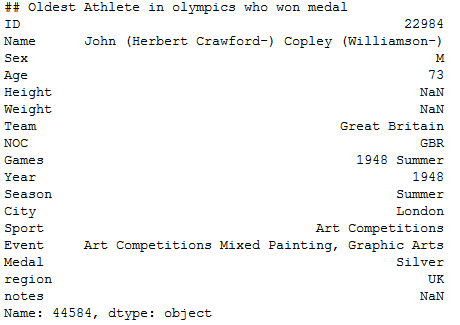 ## Oldest Athlete in olympics who won medal
ID 22984
Name John (Herbert Crawford-) Copley (Williamson-)
Sex M
Age 73
Height NaN
Weight NaN
Team Great Britain
NOC GBR
Games 1948 Summer
Year 1948
Season Summer
City London
Sport Art Competitions
Event Art Competitions Mixed Painting, Graphic Arts
Medal Silver
region UK
notes NaN
Name: 44584, dtype: object